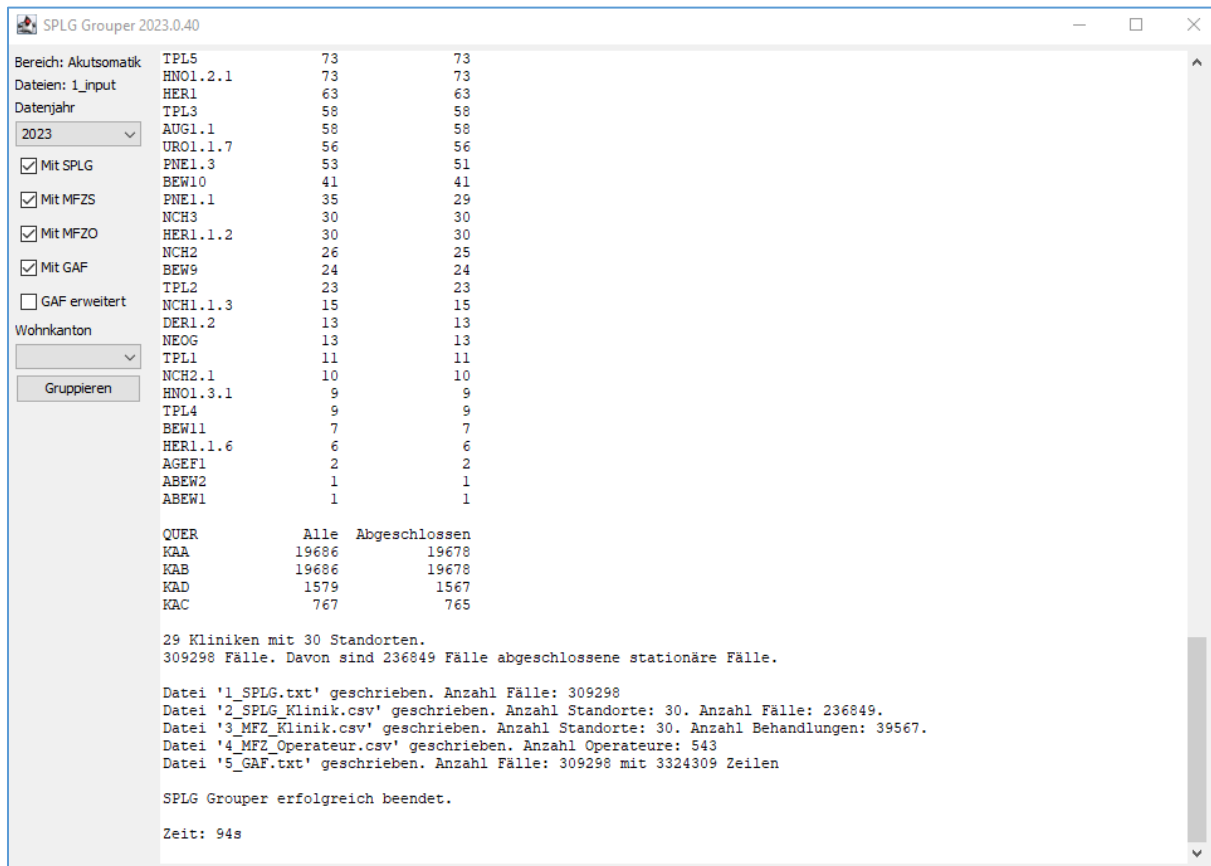 SPLG Grouper 2023.0.40
Bereich: Akutsomatik
Dateien: 1_input
Datenjahr
2023
Mit SPLG
Mit MFZS
Mit MFZO
Mit GAF
GAF erweitert
Wohnkanton
Gruppieren
TPL5 73 73
HNO1.2.1 73 73
HER1 63 63
TPL3 58 58
AUG1.1 58 58
URO1.1.7 56 56
PNE1.3 53 51
BEW10 41 41
PNE1.1 35 29
NCH3 30 30
HER1.1.2 30 30
NCH2 26 25
BEW9 24 24
TPL2 23 23
NCH1.1.3 15 15
DER1.2 13 13
NEOG 13 13
TPL1 11 11
NCH2.1 10 10
HNO1.3.1 9 9
TPL4 9 9
BEW11 7 7
HER1.1.6 6 6
AGEF1 2 2
ABEW2 1 1
ABEW1 1 1
QUER Alle Abgeschlossen
KAA 19686 19678
KAB 19686 19678
KAD 1579 1567
KAC 767 765
29 Kliniken mit 30 Standorten.
309298 Fälle. Davon sind 236849 Fälle abgeschlossene stationäre Fälle.
Datei '1_SPLG.txt' geschrieben. Anzahl Fälle: 309298
Datei '2_SPLG_Klinik.csv' geschrieben. Anzahl Standorte: 30. Anzahl Fälle: 236849.
Datei '3_MFZ_Klinik.csv' geschrieben. Anzahl Standorte: 30. Anzahl Behandlungen: 39567.
Datei '4_MFZ_Operateur.csv' geschrieben. Anzahl Operateure: 543
Datei '5_GAF.txt' geschrieben. Anzahl Fälle: 309298 mit 3324309 Zeilen
SPLG Grouper erfolgreich beendet.
Zeit: 94s